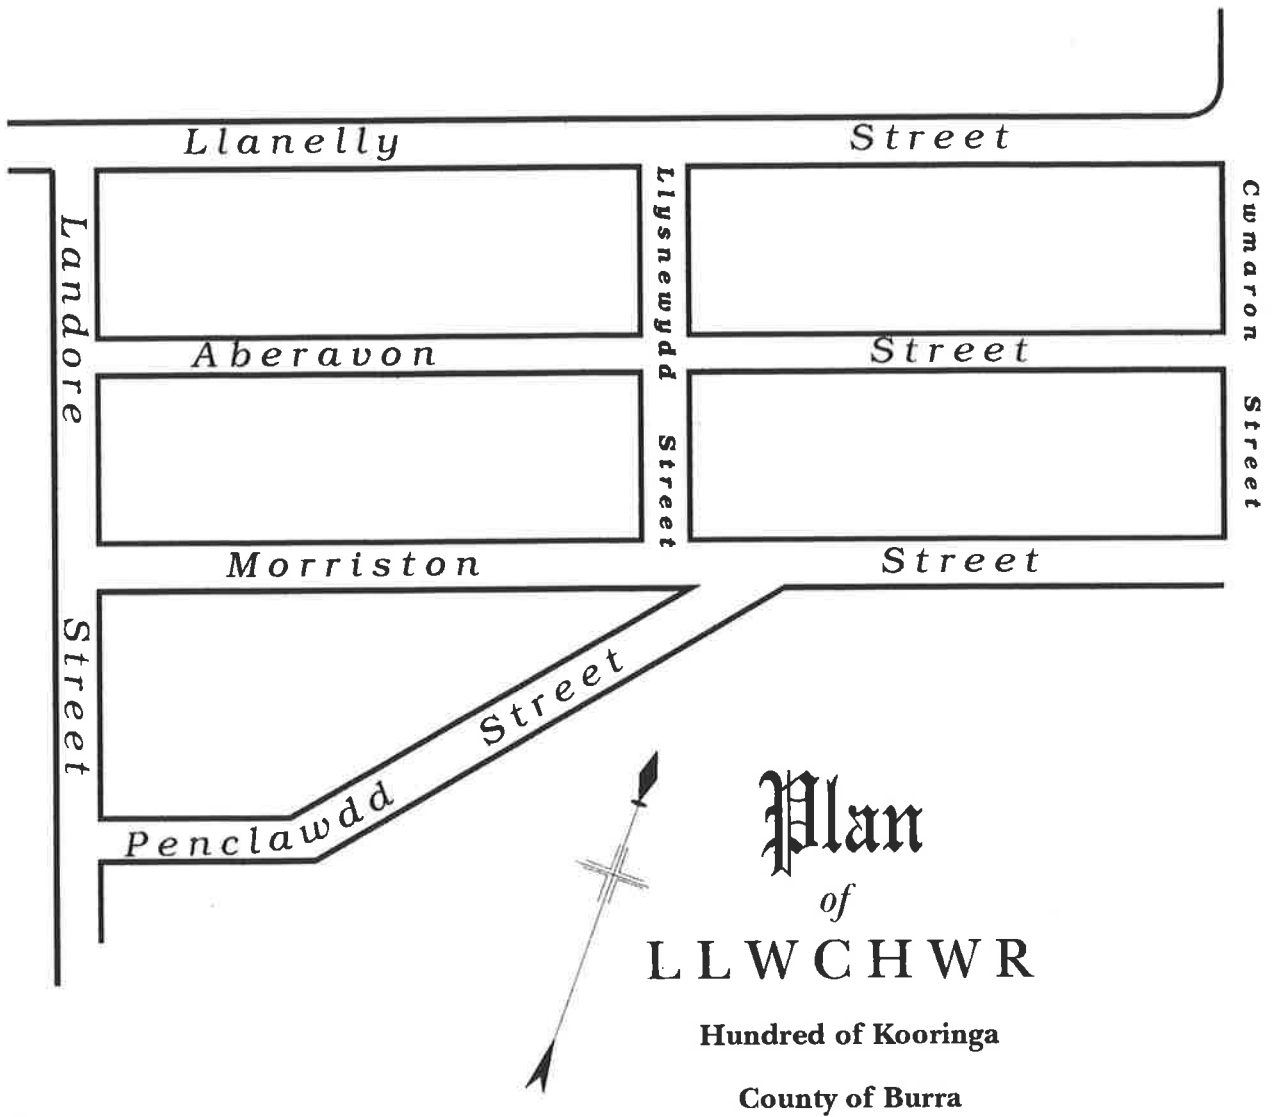 Llanelly Street
Landore Street
Llysnewydd Street
Cwmaron Street
Aberavon Street
Morriston Street
Penclawdd Street
Plan
of
LLWCHWR
Hundred of Kooringa
County of Burra